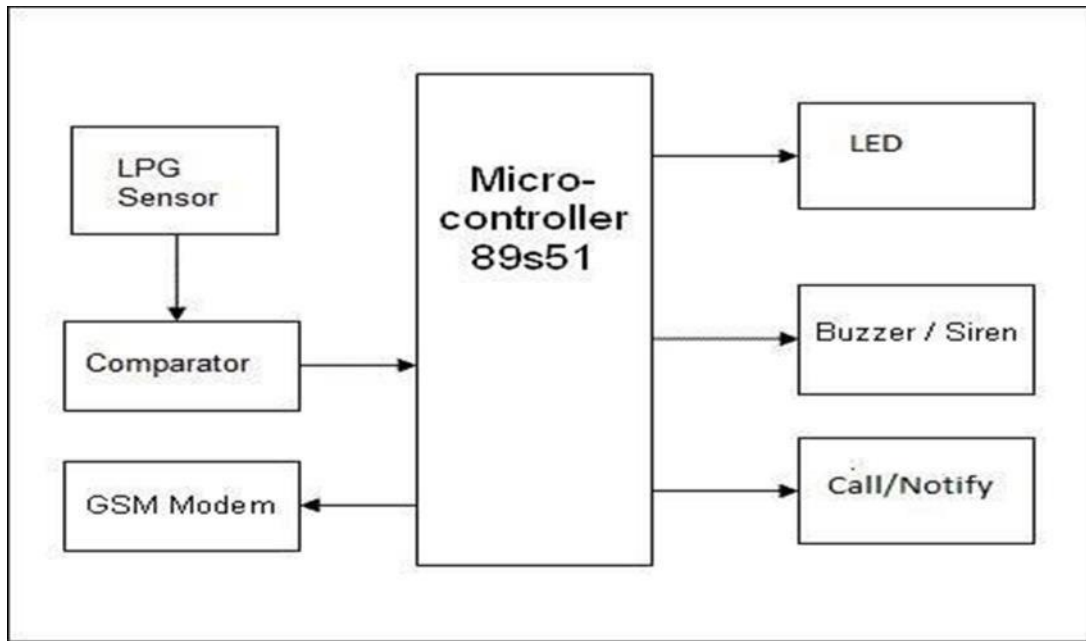 LPG
Sensor
Comparator
GSM Modem
Micro-
controller
89s51
LED
Buzzer / Siren
Call/Notify